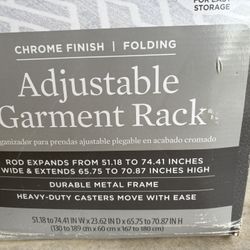 FOR EASY
STORAGE
CHROME FINISH | FOLDING
Adjustable
Garment Rack
organizador para prendas ajustable plegable en acabado cromado
ROD EXPANDS FROM 51.18 TO 74.41 INCHES
WIDE & EXTENDS 65.75 TO 70.87 INCHES HIGH
DURABLE METAL FRAME
HEAVY-DUTY CASTERS MOVE WITH EASE
51.18 to 74.41 IN W x 23.62 IN D x 65.75 to 70.87 IN H
(130 to 189 cm x 60 cm x 167 to 180 cm)